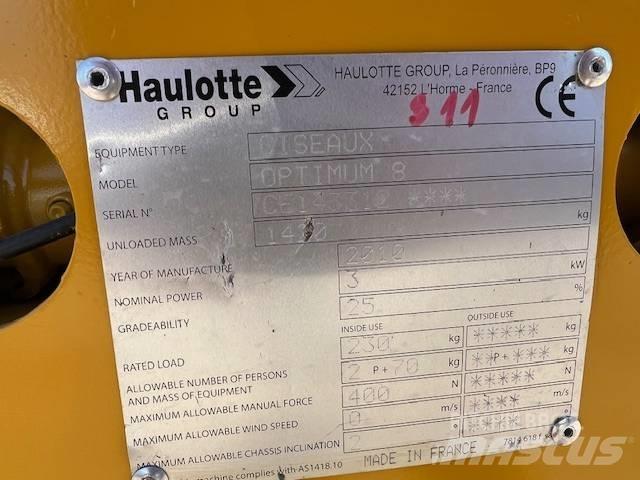 Haulotte
GROUP
HAULOTTE GROUP, La Péronnière, BP9
42152 L'Horme - France
CE
S11
EQUIPMENT TYPE CISEAUX
MODEL OPTIMUM 8
SERIAL N° ****
UNLOADED MASS kg
YEAR OF MANUFACTURE 2010
NOMINAL POWER 3 kW
GRADEABILITY 25 %
INSIDE USE OUTSIDE USE
RATED LOAD 230 kg ***** kg
ALLOWABLE NUMBER OF PERSONS
AND MASS OF EQUIPMENT 2 P+ 70 kg **P+ *** kg
MAXIMUM ALLOWABLE MANUAL FORCE 400 N ***** N
MAXIMUM ALLOWABLE WIND SPEED 0 m/s **** m/s
MAXIMUM ALLOWABLE CHASSIS INCLINATION 2 ° **** °
machine complies with AS1418.10
MADE IN FRANCE
MASCUS